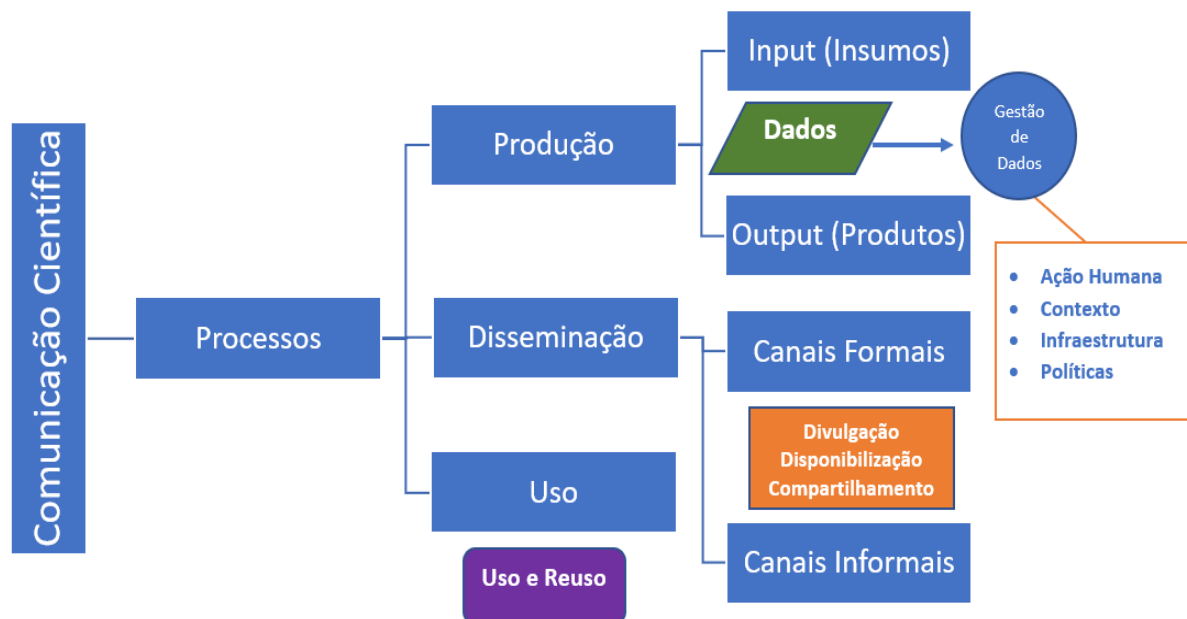 Comunicação Científica
Processos
Produção
Input (Insumos)
Dados
Gestão
de
Dados
Output (Produtos)
• Ação Humana
• Contexto
• Infraestrutura
• Políticas
Disseminação
Canais Formais
Divulgação
Disponibilização
Compartilhamento
Canais Informais
Uso
Uso e Reuso